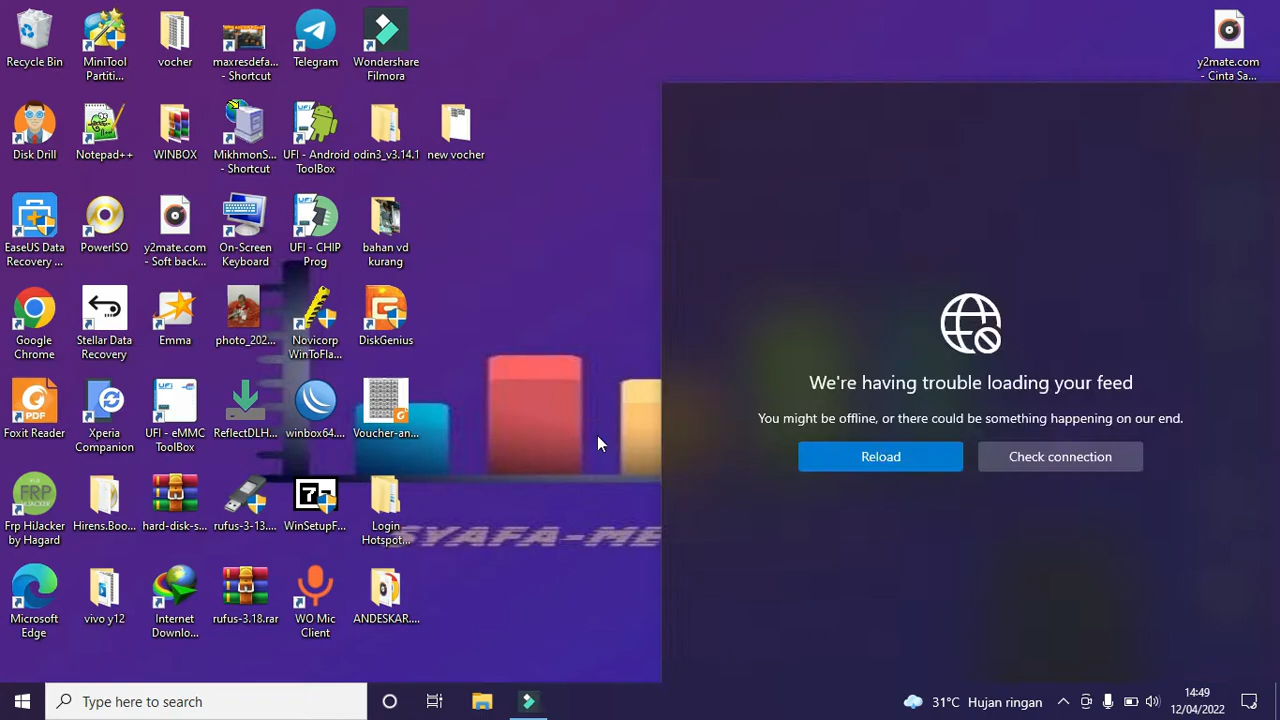 Recycle Bin
MiniTool
Partiti...
vocher
maxresdefa...
- Shortcut
Telegram
Wondershare
Filmora
y2mate.com
- Cinta Sa...
Disk Drill
Notepad++
WINBOX
MikhmonS...
- Shortcut
UFI - Android
ToolBox
odin3_v3.14.1
new vocher
EaseUS Data
Recovery ...
PowerISO
y2mate.com
- Soft back...
On-Screen
Keyboard
UFI - CHIP
Prog
bahan vd
kurang
Google
Chrome
Stellar Data
Recovery
Emma
photo_202...
Novicorp
WinToFla...
DiskGenius
PDF
Foxit Reader
Xperia
Companion
UFI - eMMC
ToolBox
ReflectDLH...
winbox64....
Voucher-an...
FRP
Frp HiJacker
by Hagard
Hirens.Boo...
hard-disk-s...
rufus-3-13....
WinSetupF...
Login
Hotspot...
Microsoft
Edge
vivo y12
Internet
Downlo...
rufus-3.18.rar
WO Mic
Client
ANDESKAR....
SYAFA-ME
We're having trouble loading your feed
You might be offline, or there could be something happening on our end.
Reload
Check connection
Type here to search
31°C Hujan ringan
14:49
12/04/2022